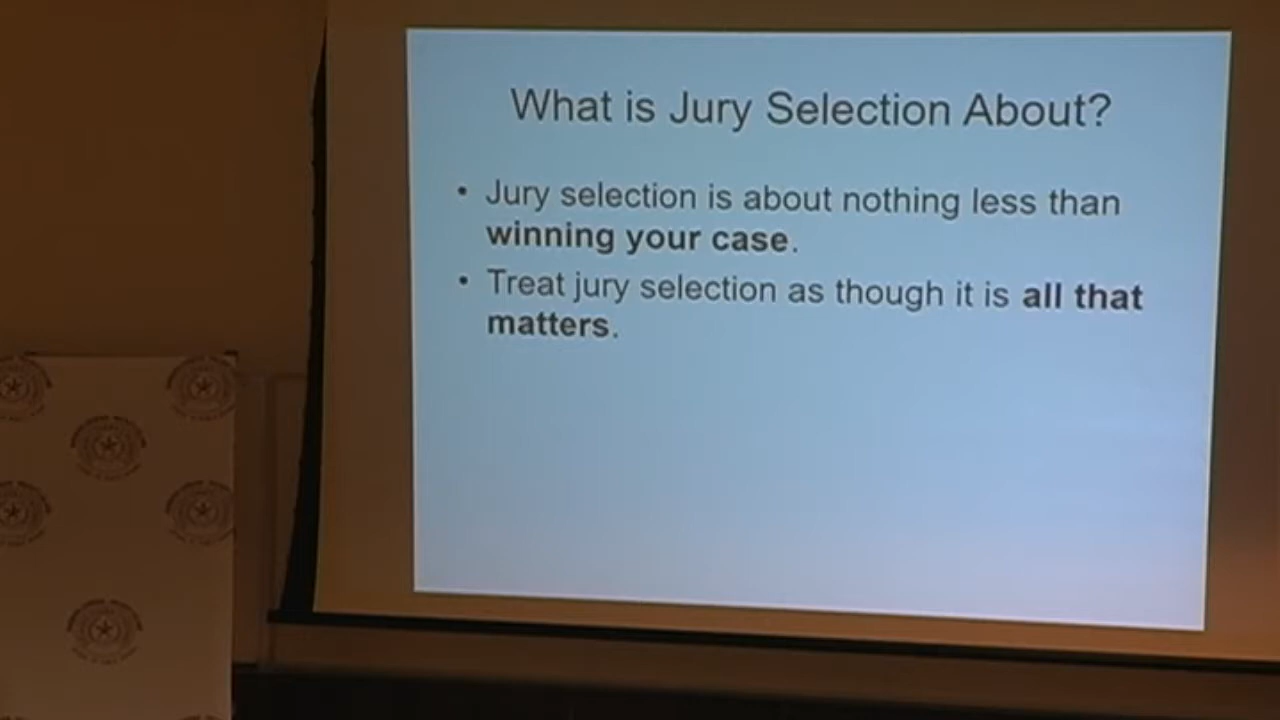 What is Jury Selection About?
• Jury selection is about nothing less than
winning your case.
• Treat jury selection as though it is all that
matters.